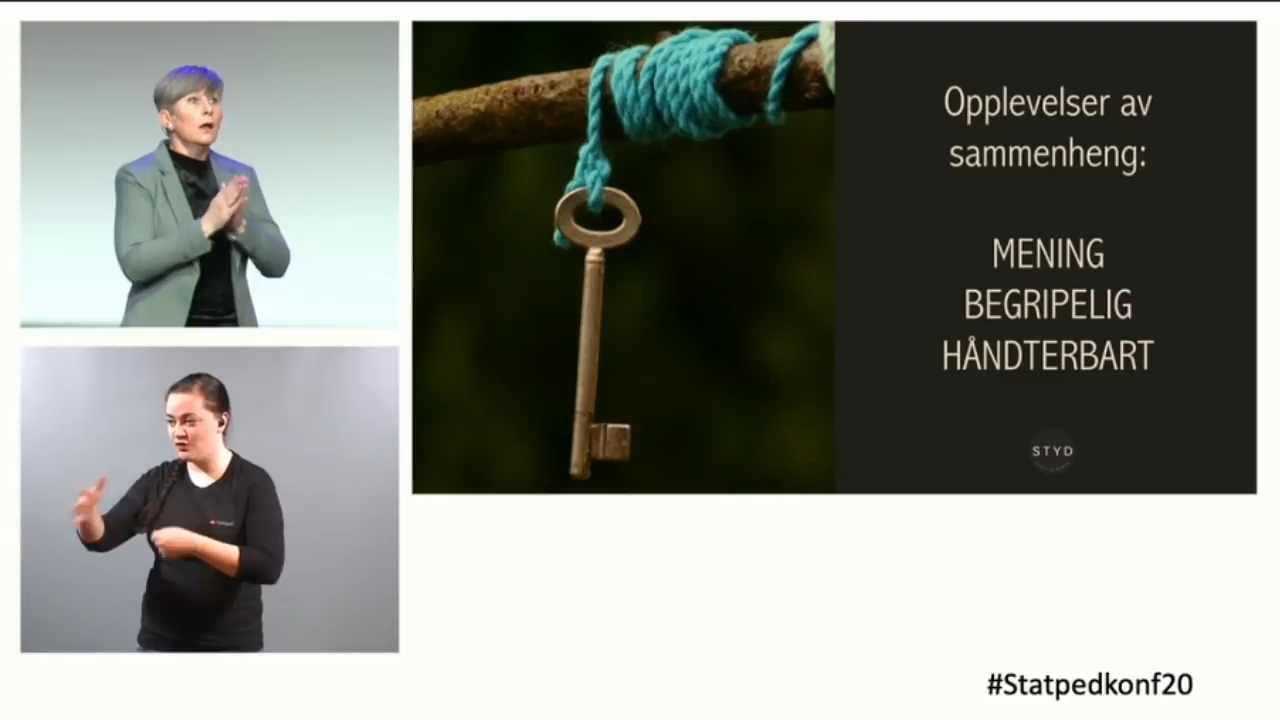 Opplevelser av
sammenheng:
MENING
BEGRIPELIG
HÅNDTERBART
STYD
#Statpedkonf20